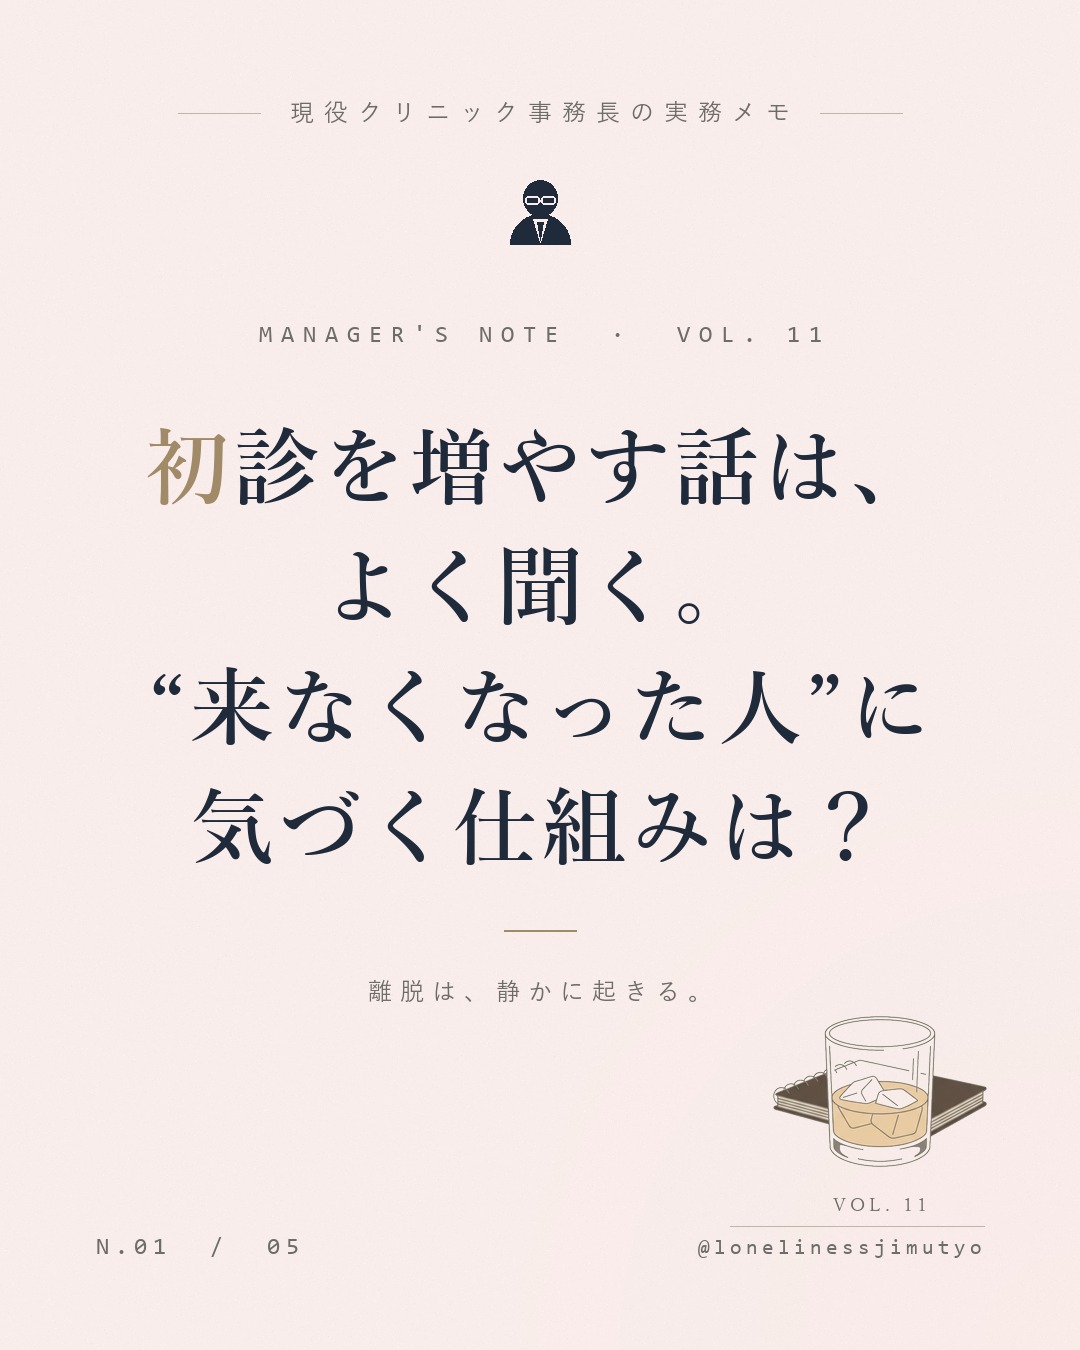 現役クリニック事務長の実務メモ
MANAGER'S NOTE ・ VOL. 11
初診を増やす話は、
よく聞く。
“来なくなった人”に
気づく仕組みは？
離脱は、静かに起きる。
VOL. 11
N.01 / 05
@lonelinessjimutyo